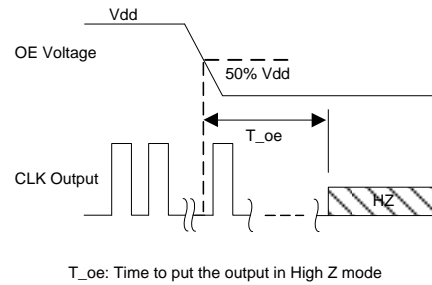 Vdd
OE Voltage
50% Vdd
T_oe
CLK Output
HZ
T_oe: Time to put the output in High Z mode